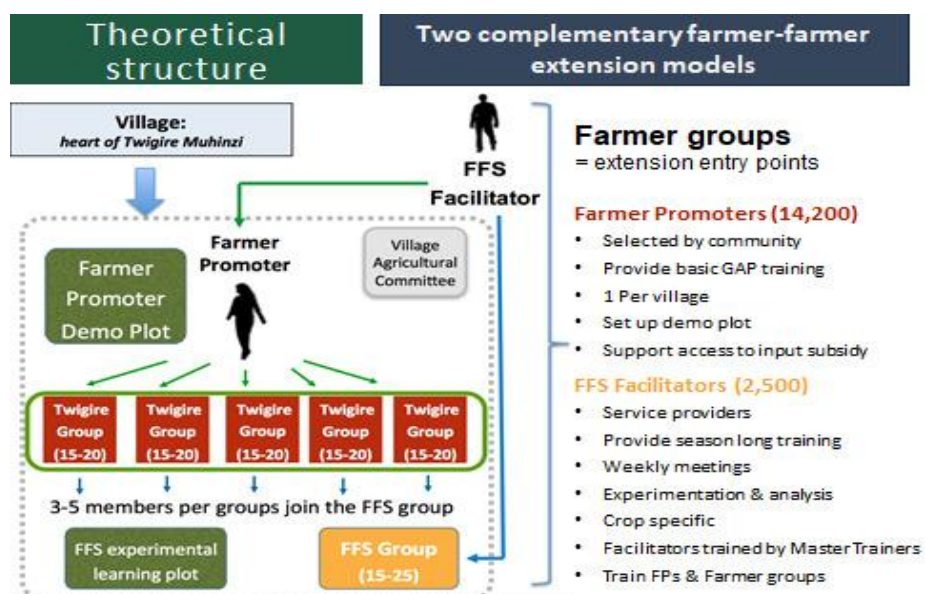 Theoretical
structure
Two complementary farmer-farmer
extension models
Village:
heart of Twigire Muhinzi
FFS
Facilitator
Farmer
Promoter
Village
Agricultural
Committee
Farmer
Promoter
Demo Plot
Twigire
Group
(15-20)
Twigire
Group
(15-20)
Twigire
Group
(15-20)
Twigire
Group
(15-20)
Twigire
Group
(15-20)
3-5 members per groups join the FFS group
FFS experimental
learning plot
FFS Group
(15-25)
Farmer groups
= extension entry points
Farmer Promoters (14,200)
• Selected by community
• Provide basic GAP training
• 1 Per village
• Set up demo plot
• Support access to input subsidy
FFS Facilitators (2,500)
• Service providers
• Provide season long training
• Weekly meetings
• Experimentation & analysis
• Crop specific
• Facilitators trained by Master Trainers
• Train FPs & Farmer groups